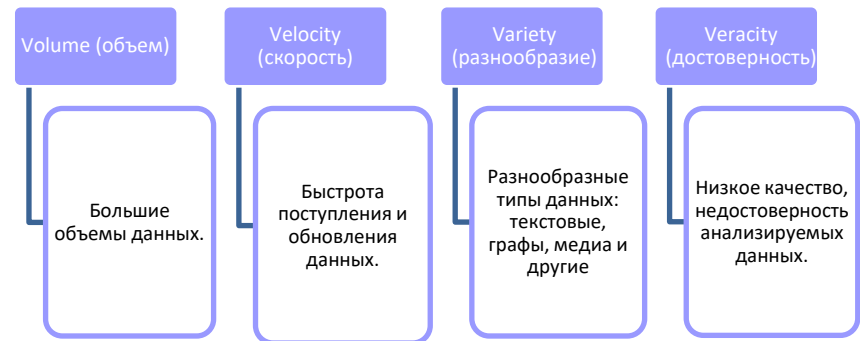 Volume (объем)
Большие
объемы данных.
Velocity
(скорость)
Быстрота
поступления и
обновления
данных.
Variety
(разнообразие)
Разнообразные
типы данных:
текстовые,
графы, медиа и
другие
Veracity
(достоверность)
Низкое качество,
недостоверность
анализируемых
данных.